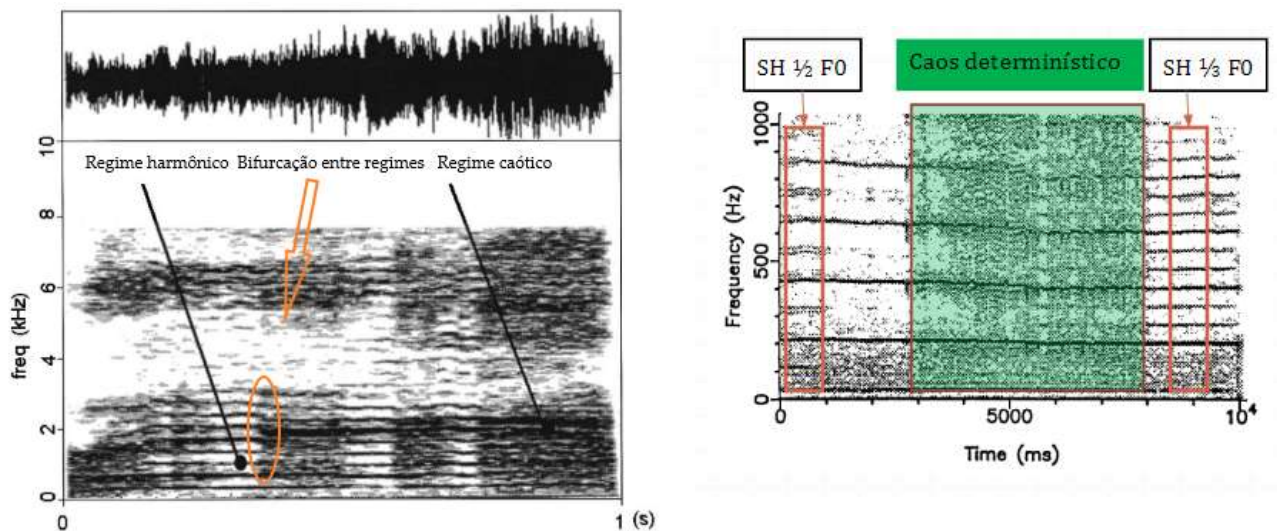 10
Regime harmônico Bifurcação entre regimes Regime caótico
8
6
4
2
0
freq (kHz)
0
1 (s)
SH ½ F0
Caos determinístico
SH ⅓ F0
1000
500
0
Frequency (Hz)
0
5000
10⁴
Time (ms)